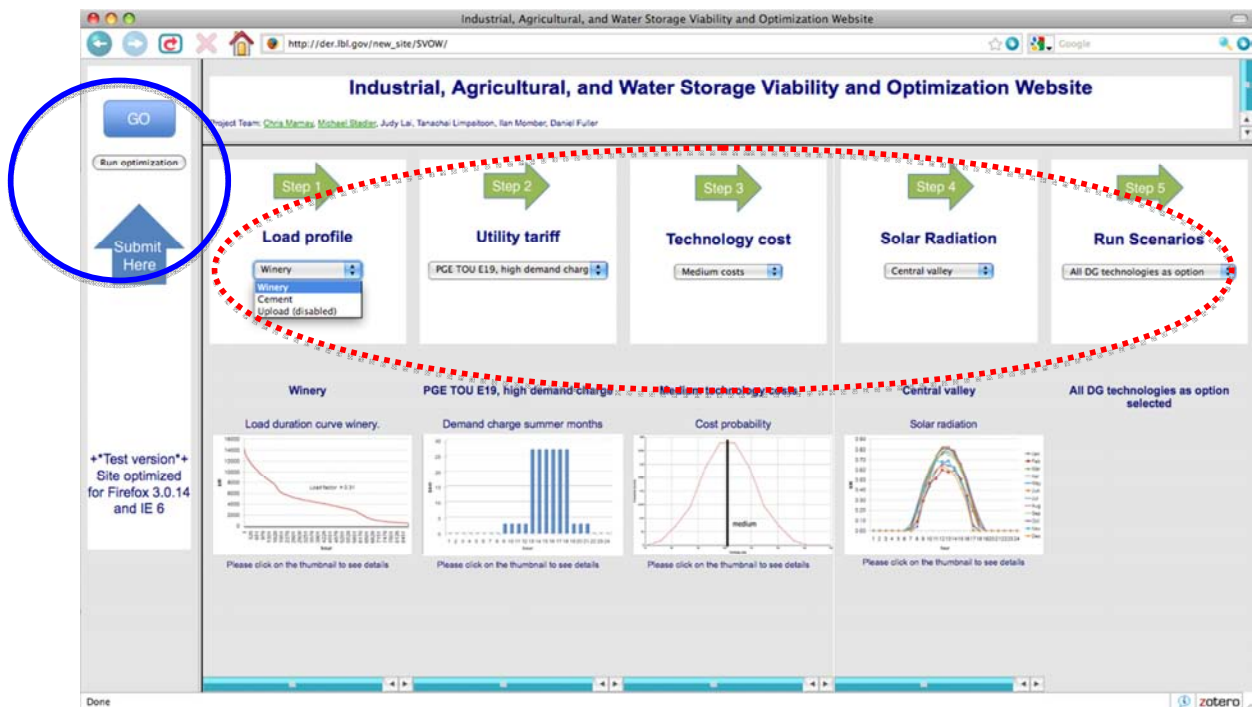 Industrial, Agricultural, and Water Storage Viability and Optimization Website
http://der.lbl.gov/new_site/SVOW/
Google
GO
Run optimization
Submit
Here
+*Test version*+
Site optimized
for Firefox 3.0.14
and IE 6
Industrial, Agricultural, and Water Storage Viability and Optimization Website
Project Team: Chris Marnay, Michael Stadler, Judy Lai, Tanachai Limpaitoon, Ilan Momber, Daniel Fuller
Step 1
Load profile
Winery
Winery
Cement
Upload (disabled)
Step 2
Utility tariff
PGE TOU E19, high demand charg
Step 3
Technology cost
Medium costs
Step 4
Solar Radiation
Central valley
Step 5
Run Scenarios
All DG technologies as option
Winery
Load duration curve winery.
Please click on the thumbnail to see details
PGE TOU E19, high demand charge
Demand charge summer months
Please click on the thumbnail to see details
Medium technology costs
Cost probability
medium
Please click on the thumbnail to see details
Central valley
Solar radiation
Please click on the thumbnail to see details
All DG technologies as option
selected
Done
zotero